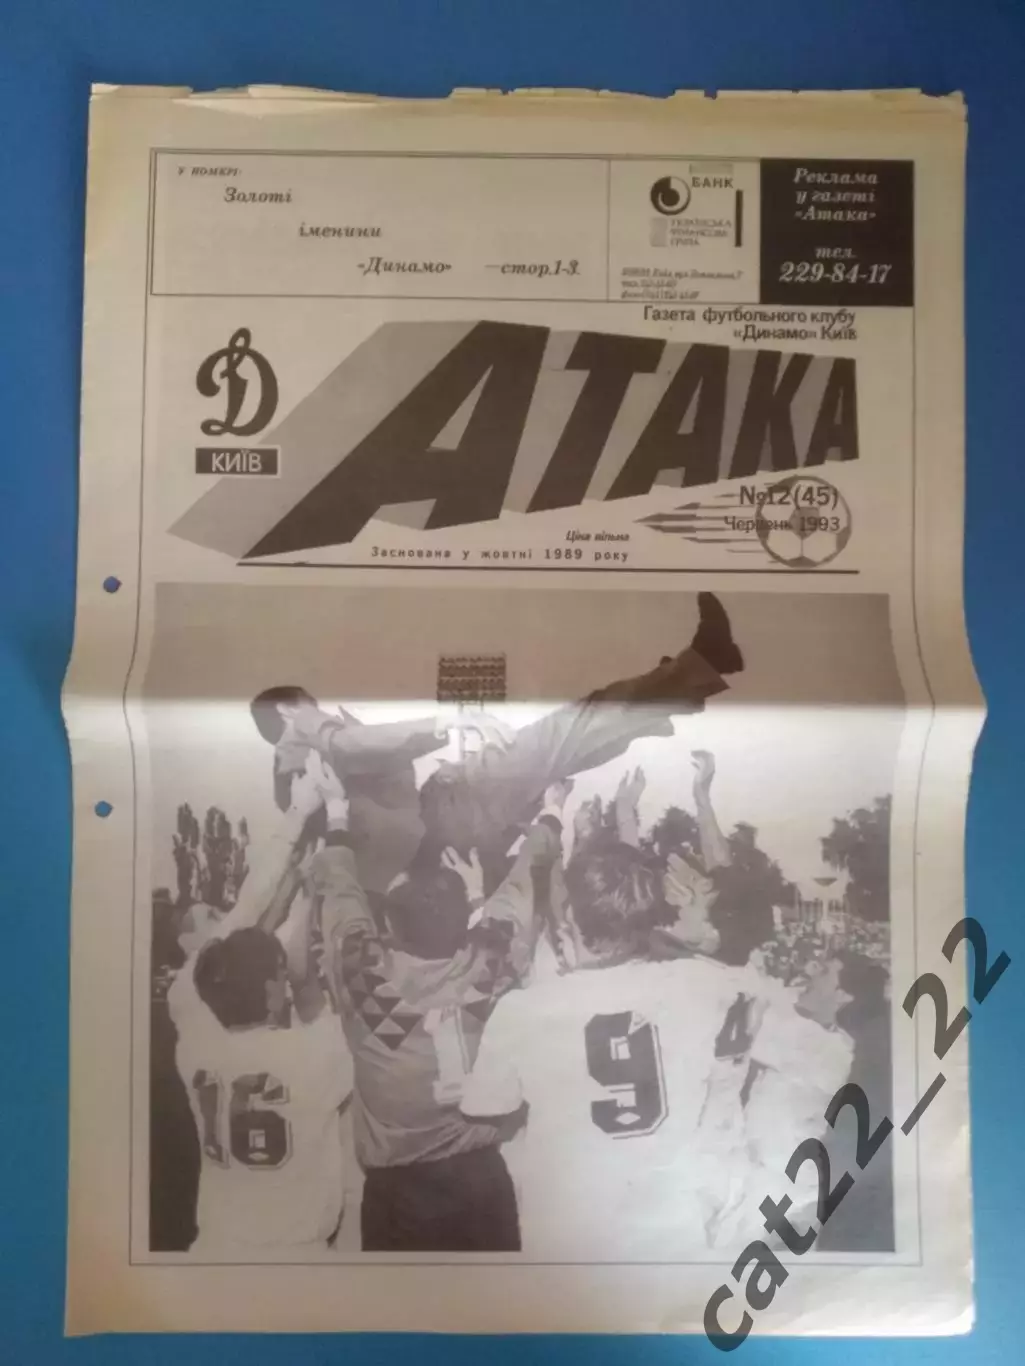 У НОМЕРІ:
Золоті
іменини
«Динамо» —стор.1-3.
БАНК
УКРАЇНСЬКА
ФІНАНСОВА
ГРУПА
Реклама
у газеті
«Атака»
тел.
229-84-17
Газета футбольного клубу
«Динамо» Київ
Д
КИЇВ
АТАКА
№12(45)
Червень 1993
Ціна вільна
Заснована у жовтні 1989 року
16
9
4
cat22_22